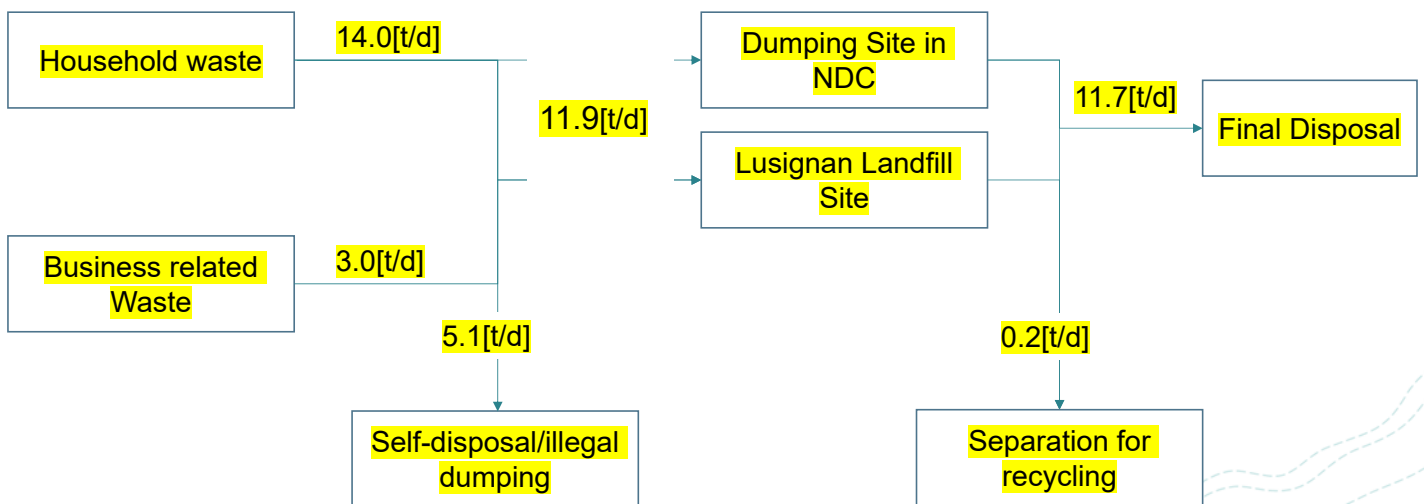 14.0[t/d]
Household waste
Dumping Site in
NDC
11.9[t/d]
11.7[t/d]
Final Disposal
Lusignan Landfill
Site
Business related
Waste
3.0[t/d]
5.1[t/d]
0.2[t/d]
Self-disposal/illegal
dumping
Separation for
recycling